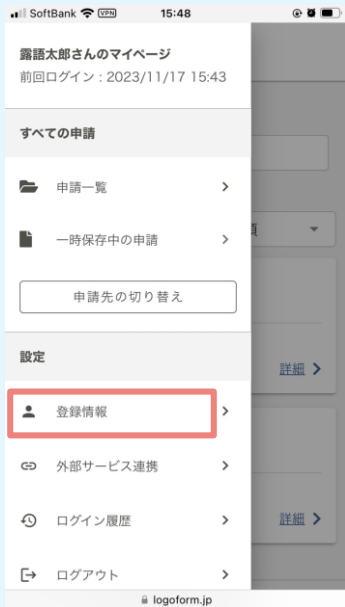 SoftBank VPN 15:48
露語太郎さんのマイページ
前回ログイン：2023/11/17 15:43
すべての申請
申請一覧
一時保存中の申請
申請先の切り替え
設定
登録情報
外部サービス連携
ログイン履歴
ログアウト
詳細
詳細
logoform.jp